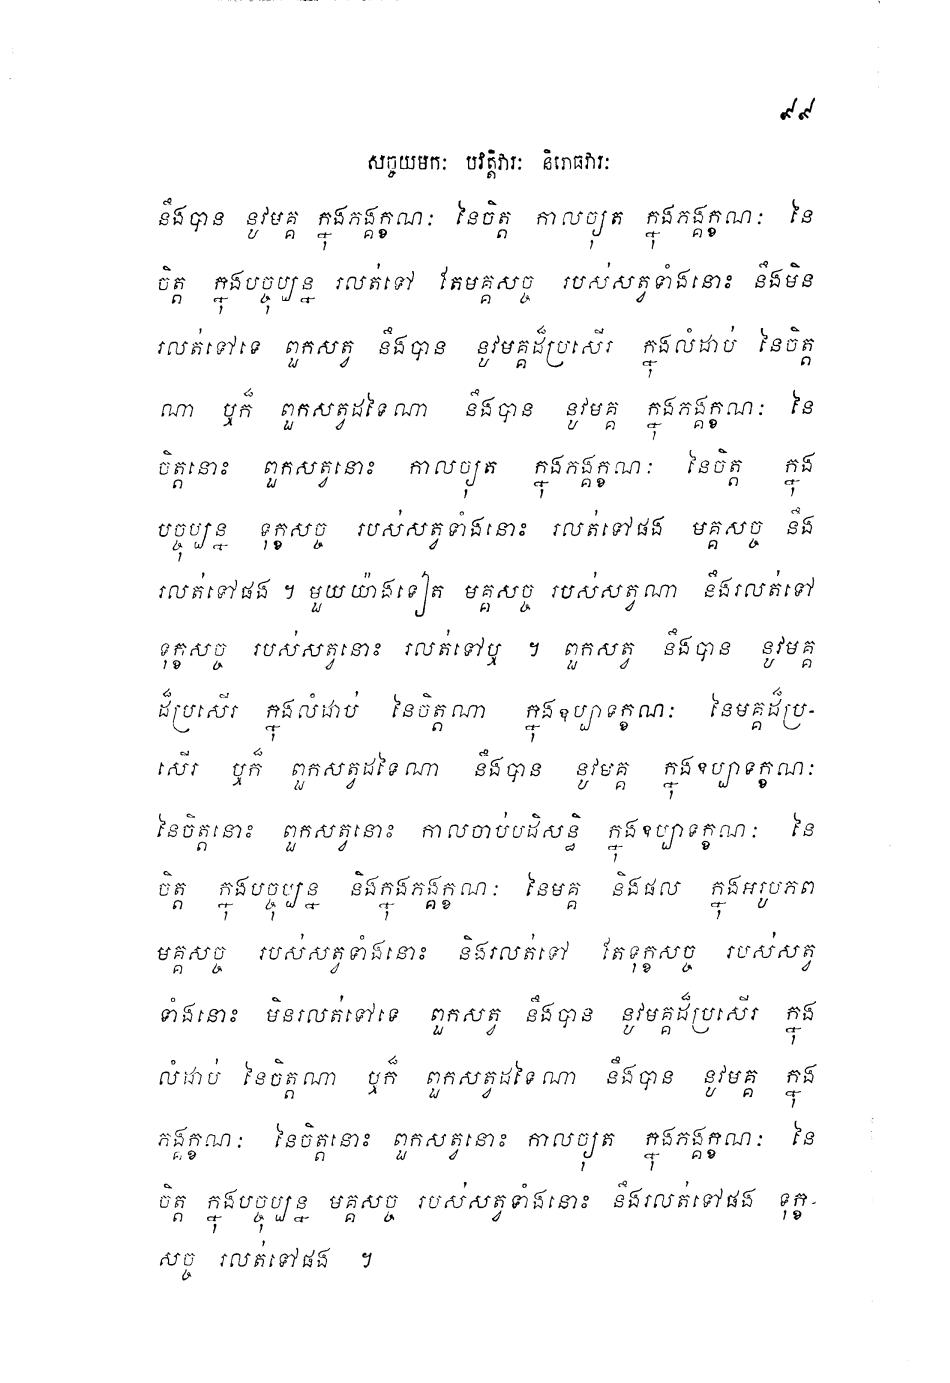 ៩៩
សច្ចយមកៈ បវត្តិវារៈ និរោធវារៈ
នឹងបាន នូវមគ្គ ក្នុងភង្គក្ខណៈ នៃចិត្ត កាលច្យុត ក្នុងភង្គក្ខណៈ នៃ
ចិត្ត ក្នុងបច្ចុប្បន្ន រលត់ទៅ តែមគ្គសច្ច របស់សត្វទាំងនោះ នឹងមិន
រលត់ទៅទេ ពួកសត្វ នឹងបាន នូវមគ្គដ៏ប្រសើរ ក្នុងលំដាប់ នៃចិត្ត
ណា ឬក៏ ពួកសត្វដទៃណា នឹងបាន នូវមគ្គ ក្នុងភង្គក្ខណៈ នៃ
ចិត្តនោះ ពួកសត្វនោះ កាលច្យុត ក្នុងភង្គក្ខណៈ នៃចិត្ត ក្នុង
បច្ចុប្បន្ន ទុក្ខសច្ច របស់សត្វទាំងនោះ រលត់ទៅផង មគ្គសច្ច នឹង
រលត់ទៅផង ។ មួយយ៉ាងទៀត មគ្គសច្ច របស់សត្វណា នឹងរលត់ទៅ
ទុក្ខសច្ច របស់សត្វនោះ រលត់ទៅឬ ។ ពួកសត្វ នឹងបាន នូវមគ្គ
ដ៏ប្រសើរ ក្នុងលំដាប់ នៃចិត្តណា ក្នុងឧប្បាទក្ខណៈ នៃមគ្គដ៏ប្រ-
សើរ ឬក៏ ពួកសត្វដទៃណា នឹងបាន នូវមគ្គ ក្នុងឧប្បាទក្ខណៈ
នៃចិត្តនោះ ពួកសត្វនោះ កាលចាប់បដិសន្ធិ ក្នុងឧប្បាទក្ខណៈ នៃ
ចិត្ត ក្នុងបច្ចុប្បន្ន និងក្នុងភង្គក្ខណៈ នៃមគ្គ និងផល ក្នុងអរូបភព
មគ្គសច្ច របស់សត្វទាំងនោះ និងរលត់ទៅ តែទុក្ខសច្ច របស់សត្វ
ទាំងនោះ មិនរលត់ទៅទេ ពួកសត្វ នឹងបាន នូវមគ្គដ៏ប្រសើរ ក្នុង
លំដាប់ នៃចិត្តណា ឬក៏ ពួកសត្វដទៃណា នឹងបាន នូវមគ្គ ក្នុង
ភង្គក្ខណៈ នៃចិត្តនោះ ពួកសត្វនោះ កាលច្យុត ក្នុងភង្គក្ខណៈ នៃ
ចិត្ត ក្នុងបច្ចុប្បន្ន មគ្គសច្ច របស់សត្វទាំងនោះ នឹងរលត់ទៅផង ទុក្ខ-
សច្ច រលត់ទៅផង ។